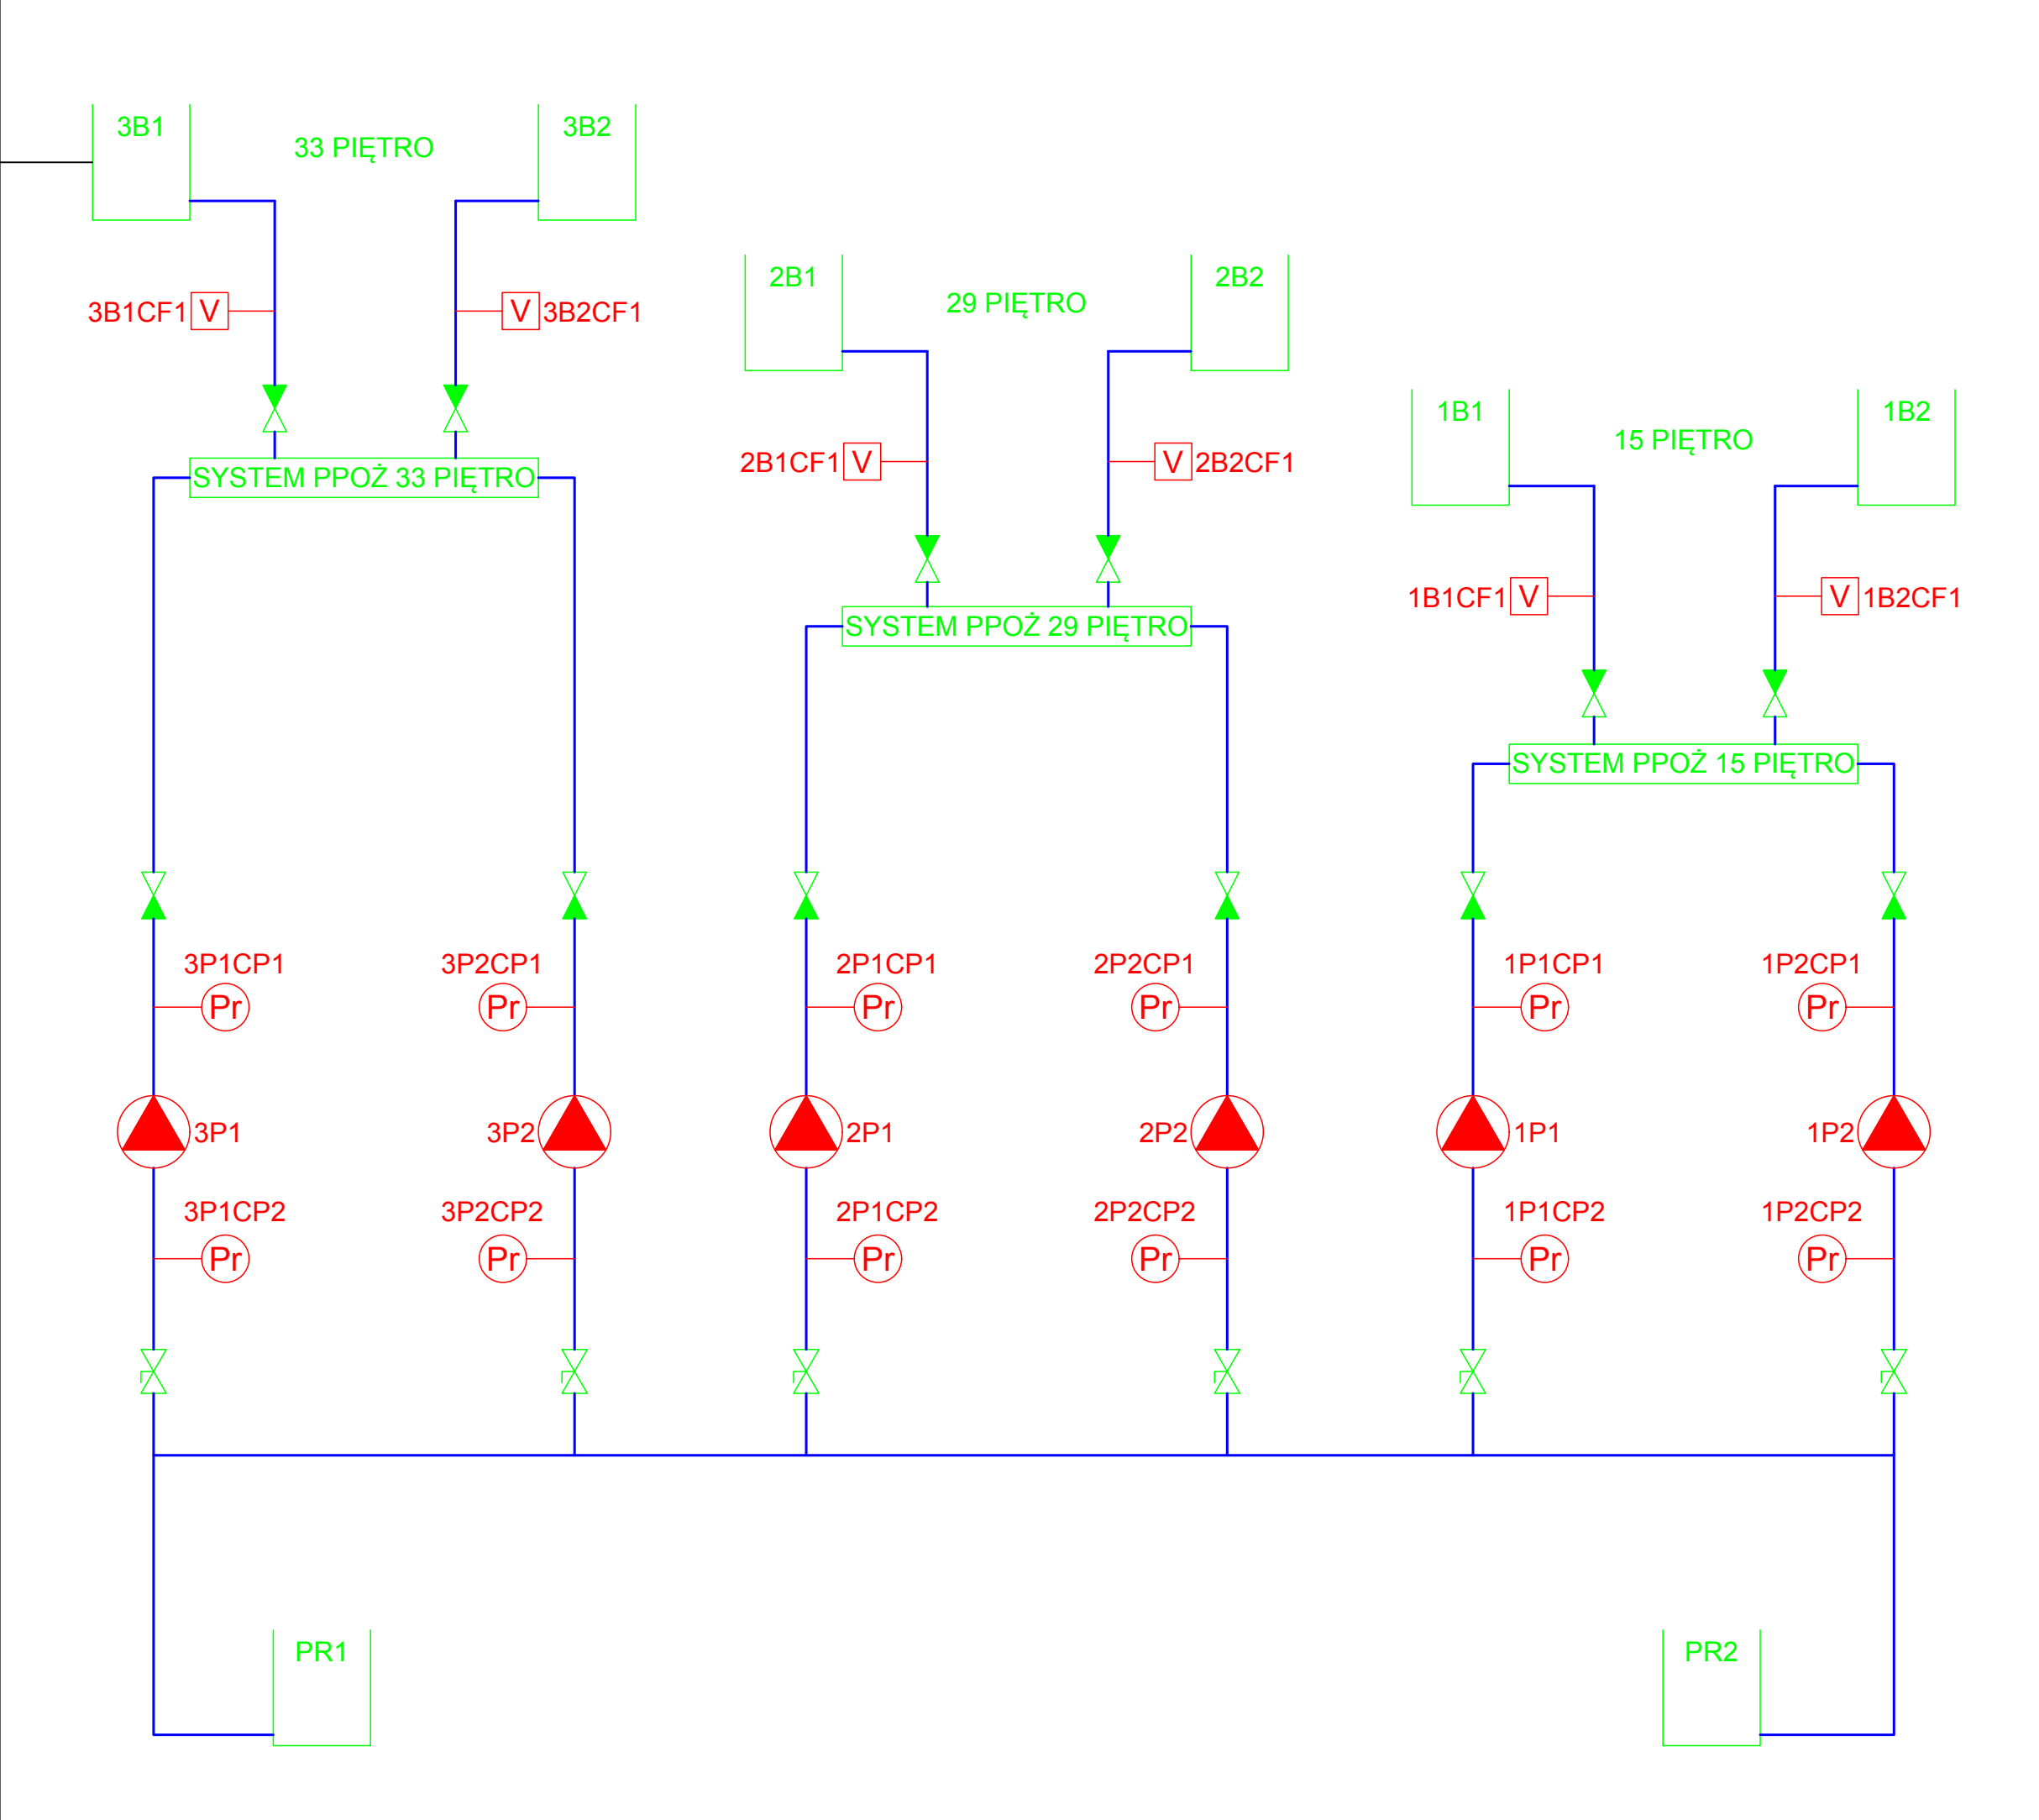 3B1
33 PIĘTRO
3B2
3B1CF1 V
V 3B2CF1
SYSTEM PPOŻ 33 PIĘTRO
2B1
29 PIĘTRO
2B2
2B1CF1 V
V 2B2CF1
SYSTEM PPOŻ 29 PIĘTRO
1B1
15 PIĘTRO
1B2
1B1CF1 V
V 1B2CF1
SYSTEM PPOŻ 15 PIĘTRO
3P1CP1
Pr
3P2CP1
Pr
2P1CP1
Pr
2P2CP1
Pr
1P1CP1
Pr
1P2CP1
Pr
3P1
3P2
2P1
2P2
1P1
1P2
3P1CP2
Pr
3P2CP2
Pr
2P1CP2
Pr
2P2CP2
Pr
1P1CP2
Pr
1P2CP2
Pr
PR1
PR2